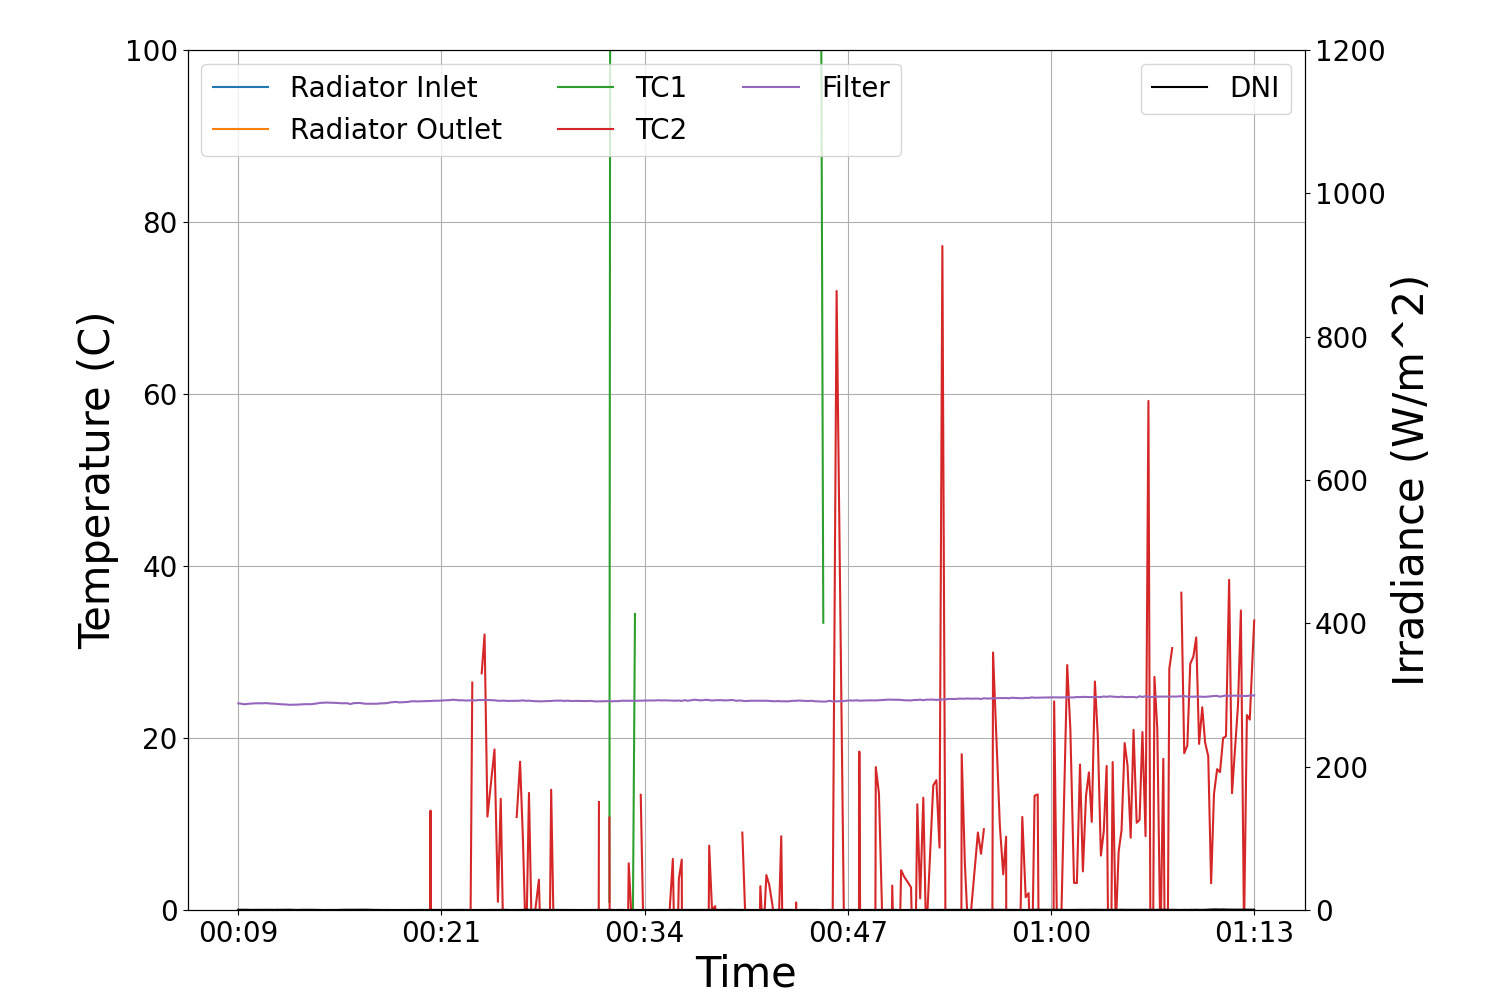 100
80
60
40
20
0
Temperature (C)
Radiator Inlet
Radiator Outlet
TC1
TC2
Filter
DNI
1200
1000
800
600
400
200
0
Irradiance (W/m^2)
00:09
00:21
00:34
00:47
01:00
01:13
Time